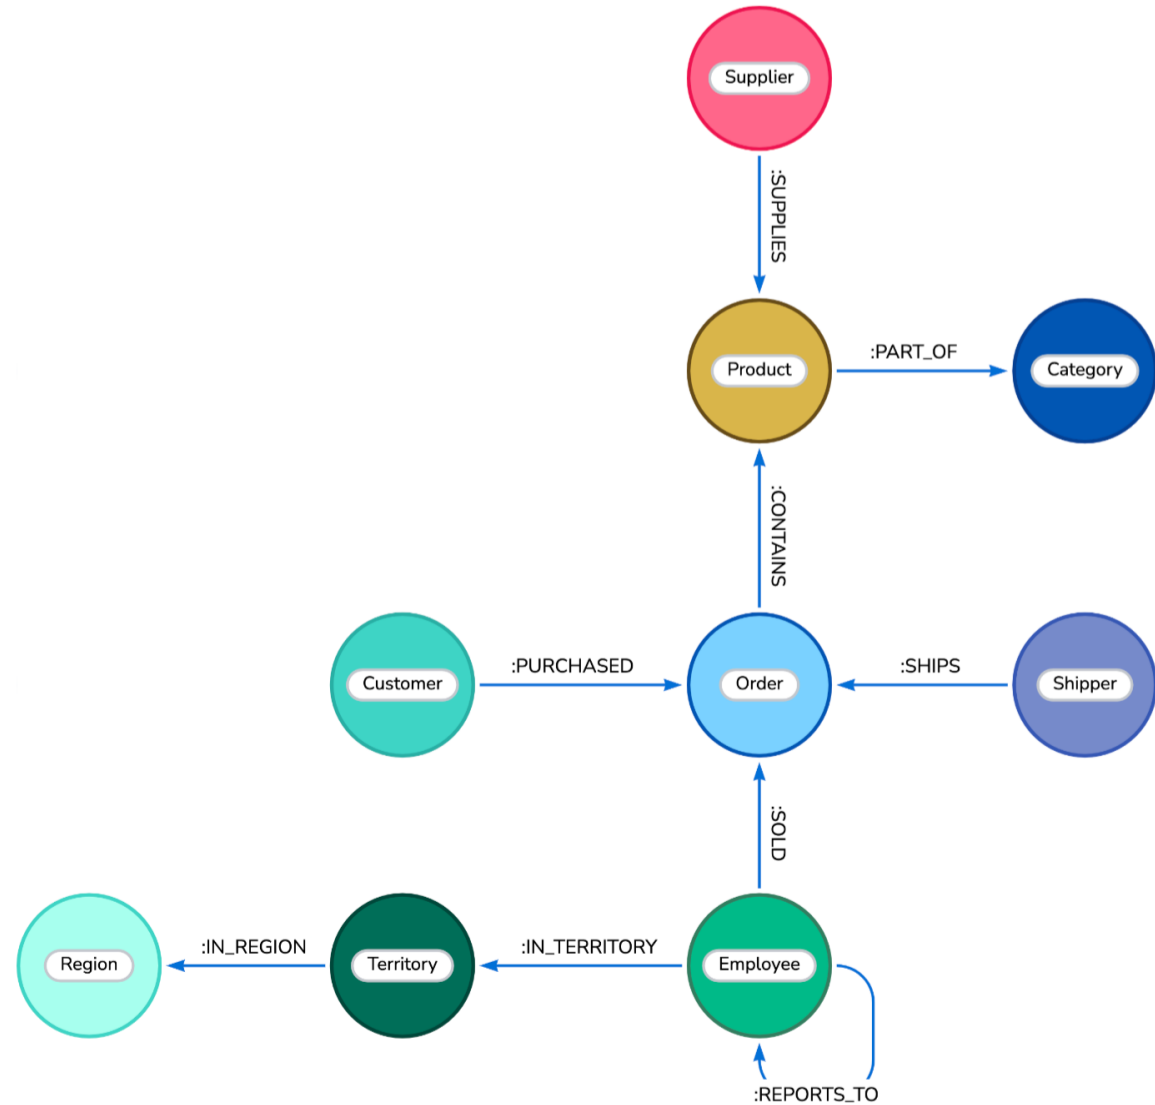 Supplier
:SUPPLIES
Product
:PART_OF
Category
:CONTAINS
Customer
:PURCHASED
Order
:SHIPS
Shipper
:SOLD
Region
:IN_REGION
Territory
:IN_TERRITORY
Employee
:REPORTS_TO